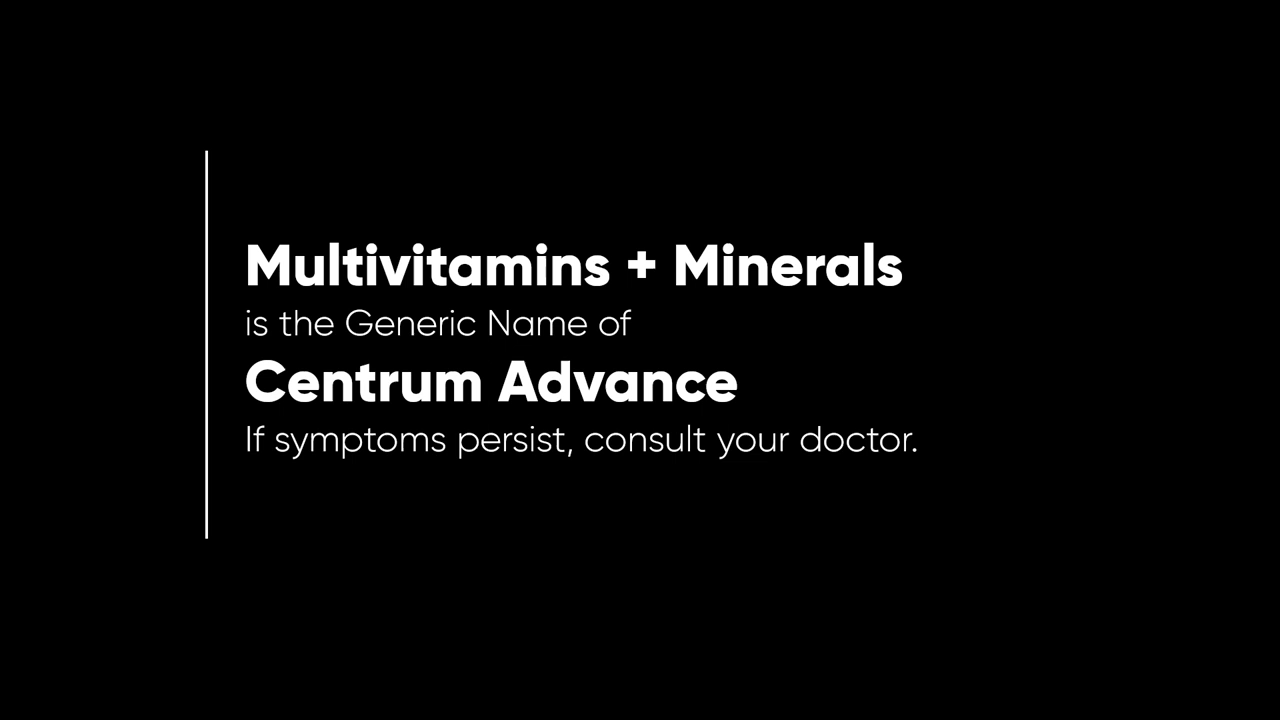 Multivitamins + Minerals
is the Generic Name of
Centrum Advance
If symptoms persist, consult your doctor.